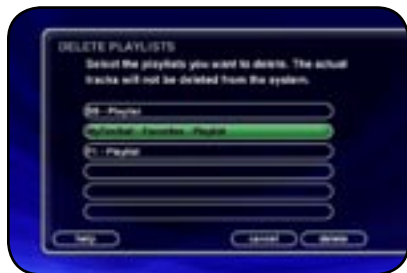 DELETE PLAYLISTS
Select the playlists you want to delete. The actual
tracks will not be deleted from the system.
- Playlist
- Favorites - Playlist
- Playlist
help
cancel
delete